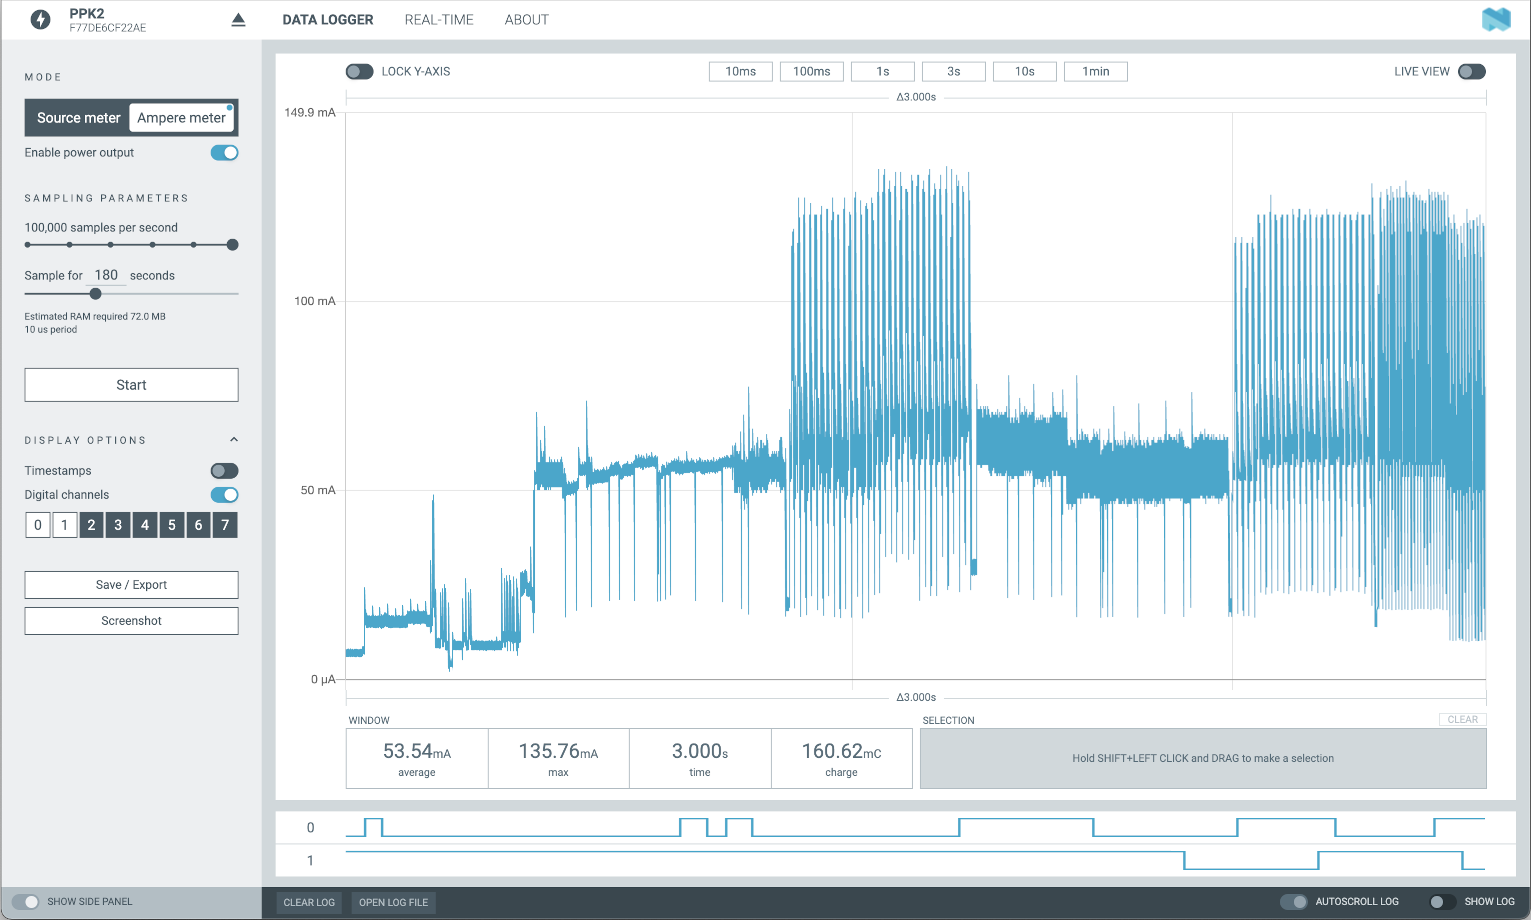 PPK2
F77DE6CF22AE
DATA LOGGER REAL-TIME ABOUT
MODE
Source meter Ampere meter
Enable power output
SAMPLING PARAMETERS
100,000 samples per second
Sample for 180 seconds
Estimated RAM required 72.0 MB
10 us period
Start
DISPLAY OPTIONS
Timestamps
Digital channels
0 1 2 3 4 5 6 7
Save / Export
Screenshot
LOCK Y-AXIS 10ms 100ms 1s 3s 10s 1min LIVE VIEW
Δ3.000s
149.9 mA
100 mA
50 mA
0 µA
Δ3.000s
WINDOW
53.54mA
average
135.76mA
max
3.000s
time
160.62mC
charge
SELECTION CLEAR
Hold SHIFT+LEFT CLICK and DRAG to make a selection
0
1
SHOW SIDE PANEL CLEAR LOG OPEN LOG FILE AUTOSCROLL LOG SHOW LOG